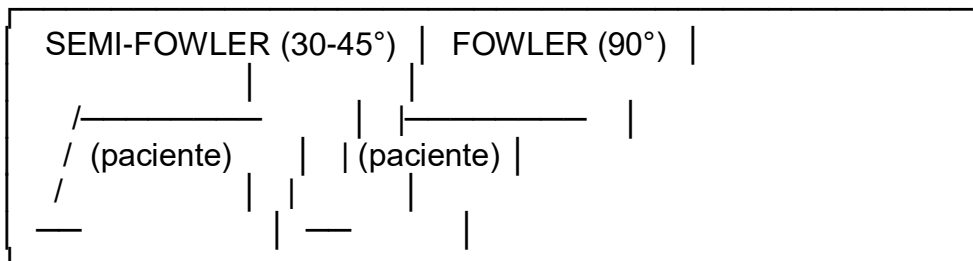 SEMI-FOWLER (30-45°) │ FOWLER (90°) │
│ │
/───────── │ |───────── │
/ (paciente) │ | (paciente) │
/ │ | │
── │ ── │